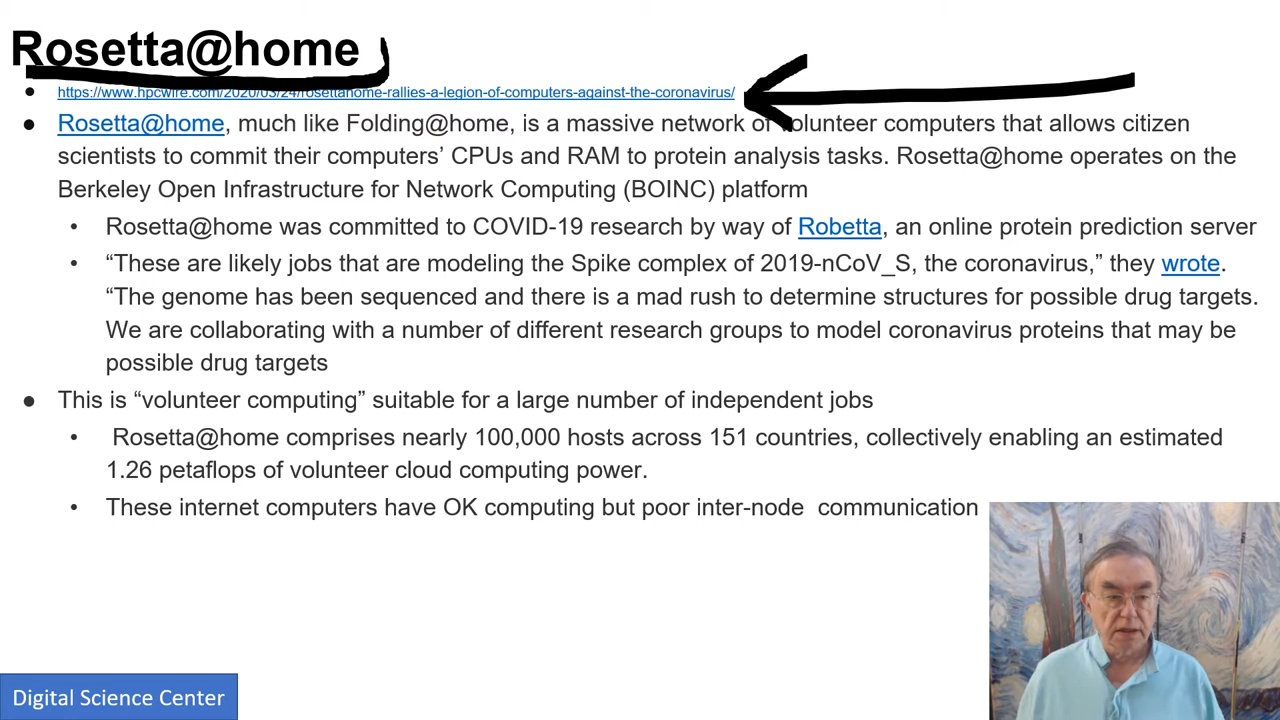 Rosetta@home
https://www.hpcwire.com/2020/03/24/rosettahome-rallies-a-legion-of-computers-against-the-coronavirus/
Rosetta@home, much like Folding@home, is a massive network of volunteer computers that allows citizen
scientists to commit their computers’ CPUs and RAM to protein analysis tasks. Rosetta@home operates on the
Berkeley Open Infrastructure for Network Computing (BOINC) platform
Rosetta@home was committed to COVID-19 research by way of Robetta, an online protein prediction server
“These are likely jobs that are modeling the Spike complex of 2019-nCoV_S, the coronavirus,” they wrote.
“The genome has been sequenced and there is a mad rush to determine structures for possible drug targets.
We are collaborating with a number of different research groups to model coronavirus proteins that may be
possible drug targets
This is “volunteer computing” suitable for a large number of independent jobs
Rosetta@home comprises nearly 100,000 hosts across 151 countries, collectively enabling an estimated
1.26 petaflops of volunteer cloud computing power.
These internet computers have OK computing but poor inter-node communication
Digital Science Center